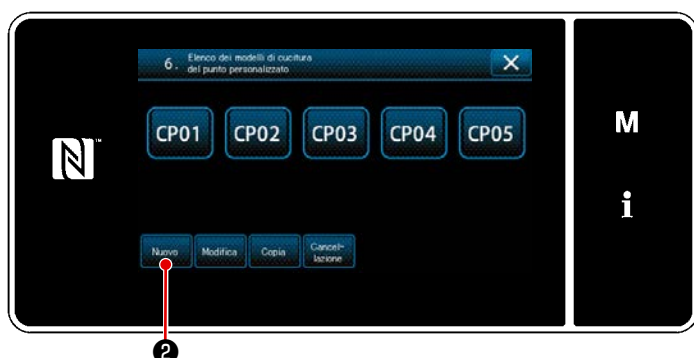 6. Elenco dei modelli di cucitura
del punto personalizzato
CP01 CP02 CP03 CP04 CP05
M
i
Nuovo Modifica Copia Cancel-
lazione
2